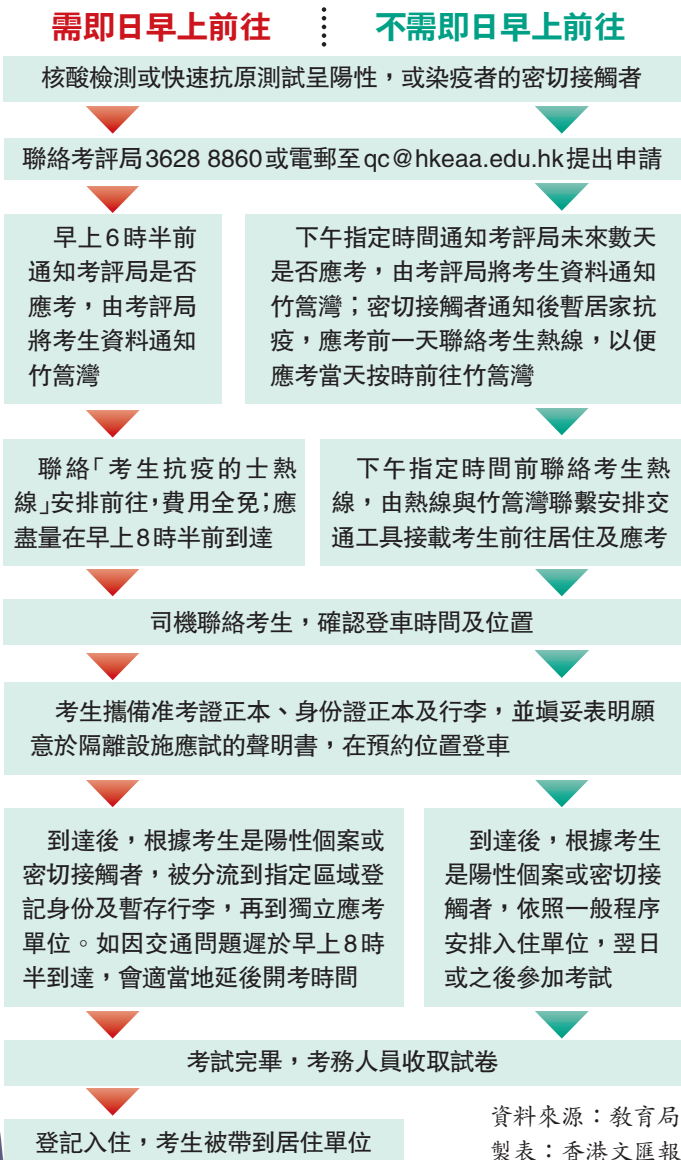 需即日早上前往
不需即日早上前往
核酸檢測或快速抗原測試呈陽性，或染疫者的密切接觸者
聯絡考評局3628 8860或電郵至qc@hkeaa.edu.hk提出申請
早上6時半前
通知考評局是否
應考，由考評局
將考生資料通知
竹篙灣
下午指定時間通知考評局未來數天
是否應考，由考評局將考生資料通知
竹篙灣；密切接觸者通知後暫居家抗
疫，應考前一天聯絡考生熱線，以便
應考當天按時前往竹篙灣
聯絡「考生抗疫的士熱
線」安排前往，費用全免；應
盡量在早上8時半前到達
下午指定時間前聯絡考生熱
線，由熱線與竹篙灣聯繫安排交
通工具接載考生前往居住及應考
司機聯絡考生，確認登車時間及位置
考生攜備准考證正本、身份證正本及行李，並填妥表明願
意於隔離設施應試的聲明書，在預約位置登車
到達後，根據考生是陽性個案或
密切接觸者，被分流到指定區域登
記身份及暫存行李，再到獨立應考
單位。如因交通問題遲於早上8時
半到達，會適當地延後開考時間
到達後，根據考生
是陽性個案或密切接
觸者，依照一般程序
安排入住單位，翌日
或之後參加考試
考試完畢，考務人員收取試卷
登記入住，考生被帶到居住單位
資料來源：教育局
製表：香港文匯報